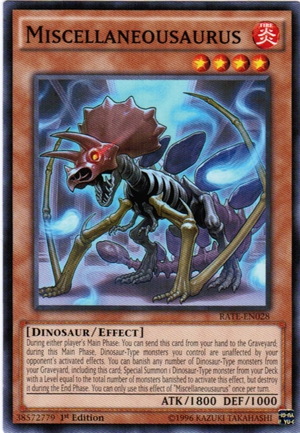 MISCELLANEOUSAURUS
FIRE
炎
RATE-EN028
[DINOSAUR/EFFECT]
During either player's Main Phase: You can send this card from your hand to the Graveyard;
during this Main Phase, Dinosaur-Type monsters you control are unaffected by your
opponent's activated effects. You can banish any number of Dinosaur-Type monsters from
your Graveyard, including this card; Special Summon 1 Dinosaur-Type monster from your
Deck with a Level equal to the total number of monsters banished to activate this effect, but destroy
it during the End Phase. You can only use this effect of "Miscellaneousaurus" once per turn.
ATK/1800 DEF/1000
38572779 1st Edition ©1996 KAZUKI TAKAHASHI